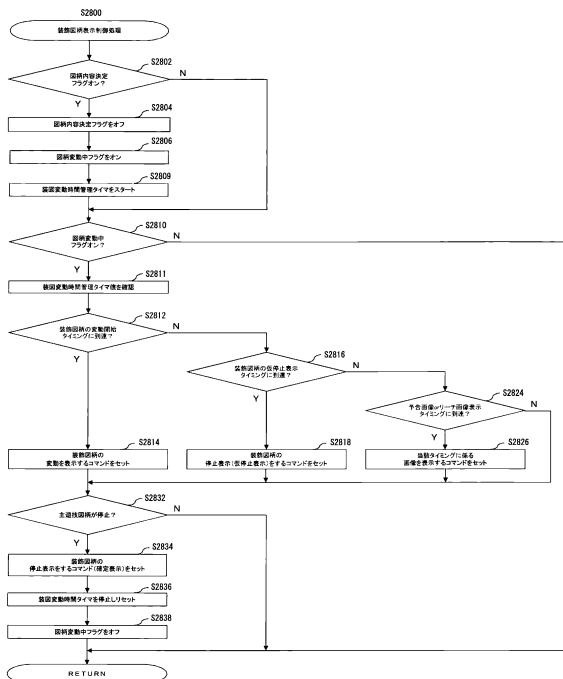 S2800
装飾図柄表示制御処理
S2802
図柄内容決定
フラグオン？
N
Y
S2804
図柄内容決定フラグをオフ
S2806
図柄変動中フラグをオン
S2809
装図変動時間管理タイマをスタート
S2810
図柄変動中
フラグオン？
N
Y
S2811
装図変動時間管理タイマ値を確認
S2812
装飾図柄の変動開始
タイミングに到達？
N
Y
S2816
装飾図柄の仮停止表示
タイミングに到達？
N
Y
S2824
予告画像orリーチ画像表示
タイミングに到達？
N
Y
S2814
装飾図柄の
変動を表示するコマンドをセット
S2818
装飾図柄の
停止表示(仮停止表示)をするコマンドをセット
S2826
当該タイミングに係る
画像を表示するコマンドをセット
S2832
主遊技図柄が停止？
N
Y
S2834
装飾図柄の
停止表示をするコマンド(確定表示)をセット
S2836
装図変動時間タイマを停止しリセット
S2838
図柄変動中フラグをオフ
RETURN